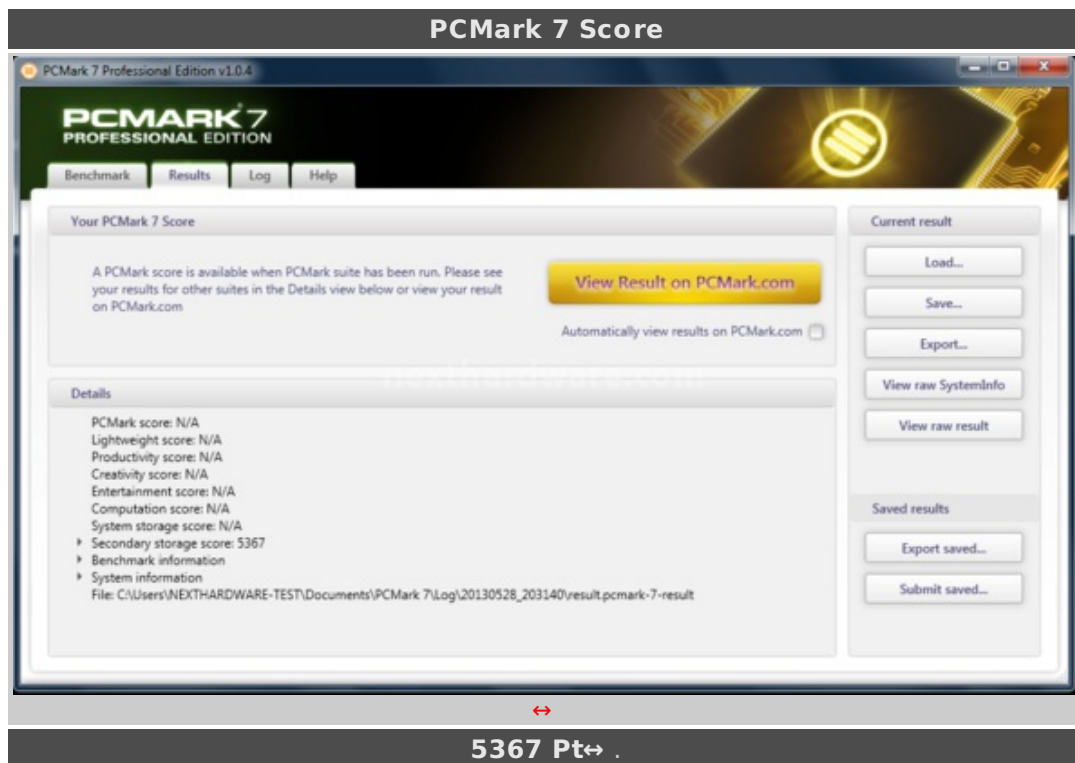 PCMark 7 Score
PCMark 7 Professional Edition v1.0.4
PCMARK 7
PROFESSIONAL EDITION
Benchmark Results Log Help
Your PCMark 7 Score
A PCMark score is available when PCMark suite has been run. Please see
your results for other suites in the Details view below or view your result
on PCMark.com
View Result on PCMark.com
Automatically view results on PCMark.com
nexthardware.com
Details
PCMark score: N/A
Lightweight score: N/A
Productivity score: N/A
Creativity score: N/A
Entertainment score: N/A
Computation score: N/A
System storage score: N/A
Secondary storage score: 5367
Benchmark information
System information
File: C:\Users\NEXTHARDWARE-TEST\Documents\PCMark 7\Log\20130528_203140\result.pcmark-7-result
Current result
Load...
Save...
Export...
View raw SystemInfo
View raw result
Saved results
Export saved...
Submit saved...
↔
5367 Pt↔ .